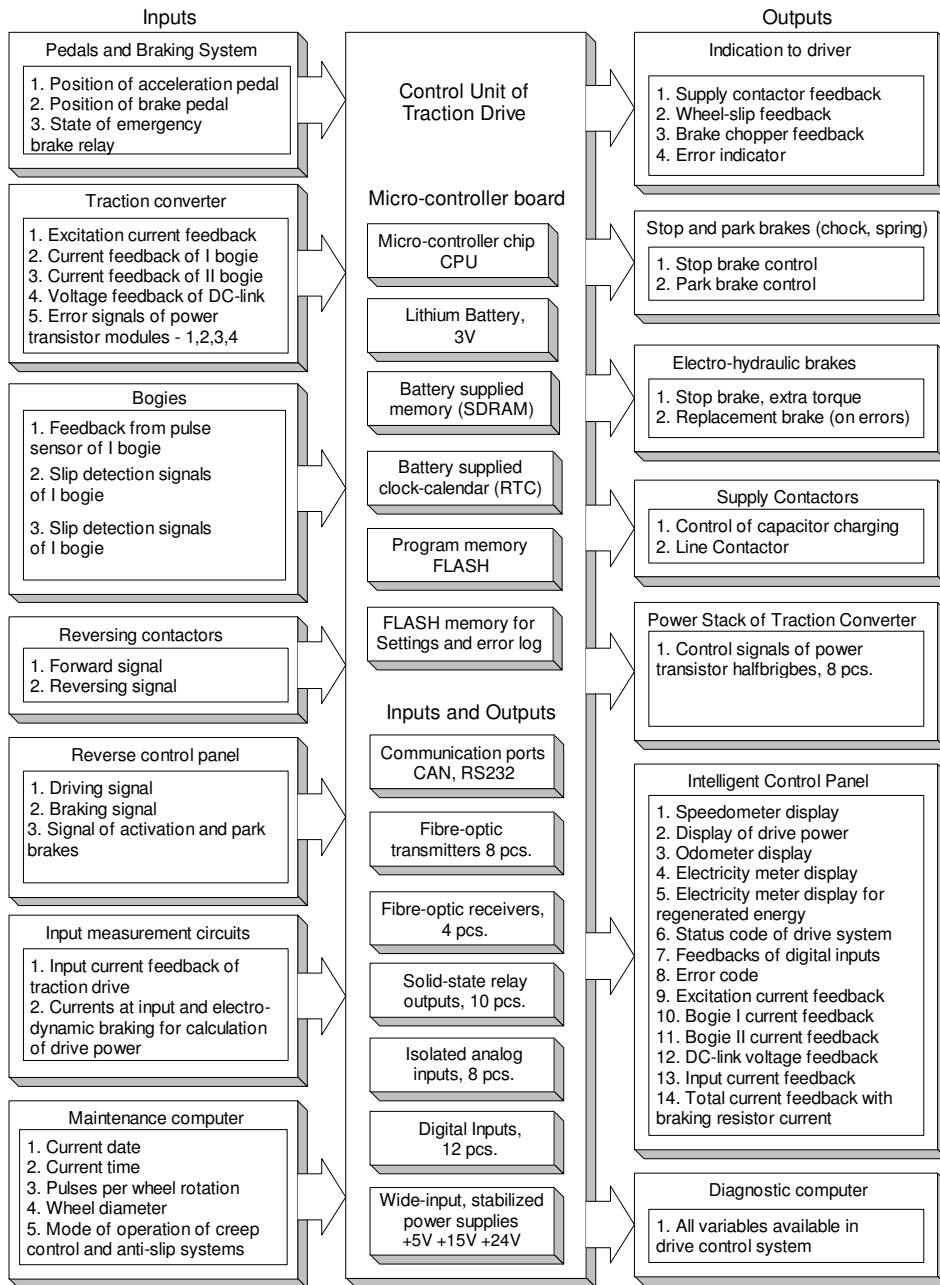 Inputs
Pedals and Braking System
1. Position of acceleration pedal
2. Position of brake pedal
3. State of emergency
brake relay
Traction converter
1. Excitation current feedback
2. Current feedback of I bogie
3. Current feedback of II bogie
4. Voltage feedback of DC-link
5. Error signals of power
transistor modules - 1,2,3,4
Bogies
1. Feedback from pulse
sensor of I bogie
2. Slip detection signals
of I bogie
3. Slip detection signals
of I bogie
Reversing contactors
1. Forward signal
2. Reversing signal
Reverse control panel
1. Driving signal
2. Braking signal
3. Signal of activation and park
brakes
Input measurement circuits
1. Input current feedback of
traction drive
2. Currents at input and electro-
dynamic braking for calculation
of drive power
Maintenance computer
1. Current date
2. Current time
3. Pulses per wheel rotation
4. Wheel diameter
5. Mode of operation of creep
control and anti-slip systems
Control Unit of
Traction Drive
Micro-controller board
Micro-controller chip
CPU
Lithium Battery,
3V
Battery supplied
memory (SDRAM)
Battery supplied
clock-calendar (RTC)
Program memory
FLASH
FLASH memory for
Settings and error log
Inputs and Outputs
Communication ports
CAN, RS232
Fibre-optic
transmitters 8 pcs.
Fibre-optic receivers,
4 pcs.
Solid-state relay
outputs, 10 pcs.
Isolated analog
inputs, 8 pcs.
Digital Inputs,
12 pcs.
Wide-input, stabilized
power supplies
+5V +15V +24V
Outputs
Indication to driver
1. Supply contactor feedback
2. Wheel-slip feedback
3. Brake chopper feedback
4. Error indicator
Stop and park brakes (chock, spring)
1. Stop brake control
2. Park brake control
Electro-hydraulic brakes
1. Stop brake, extra torque
2. Replacement brake (on errors)
Supply Contactors
1. Control of capacitor charging
2. Line Contactor
Power Stack of Traction Converter
1. Control signals of power
transistor halfbrigbes, 8 pcs.
Intelligent Control Panel
1. Speedometer display
2. Display of drive power
3. Odometer display
4. Electricity meter display
5. Electricity meter display for
regenerated energy
6. Status code of drive system
7. Feedbacks of digital inputs
8. Error code
9. Excitation current feedback
10. Bogie I current feedback
11. Bogie II current feedback
12. DC-link voltage feedback
13. Input current feedback
14. Total current feedback with
braking resistor current
Diagnostic computer
1. All variables available in
drive control system